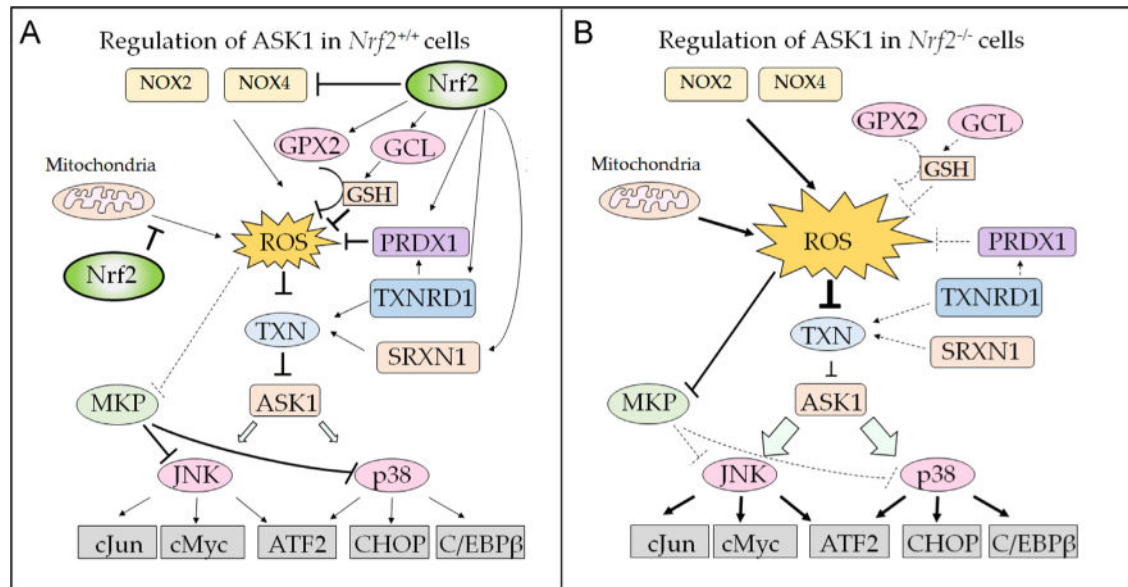 A
Regulation of ASK1 in Nrf2+/+ cells
NOX2
NOX4
Nrf2
GPX2
GCL
Mitochondria
GSH
ROS
PRDX1
Nrf2
TXNRD1
TXN
SRXN1
MKP
ASK1
JNK
p38
cJun
cMyc
ATF2
CHOP
C/EBPβ
B
Regulation of ASK1 in Nrf2-/- cells
NOX2
NOX4
GPX2
GCL
Mitochondria
GSH
ROS
PRDX1
TXNRD1
TXN
SRXN1
MKP
ASK1
JNK
p38
cJun
cMyc
ATF2
CHOP
C/EBPβ